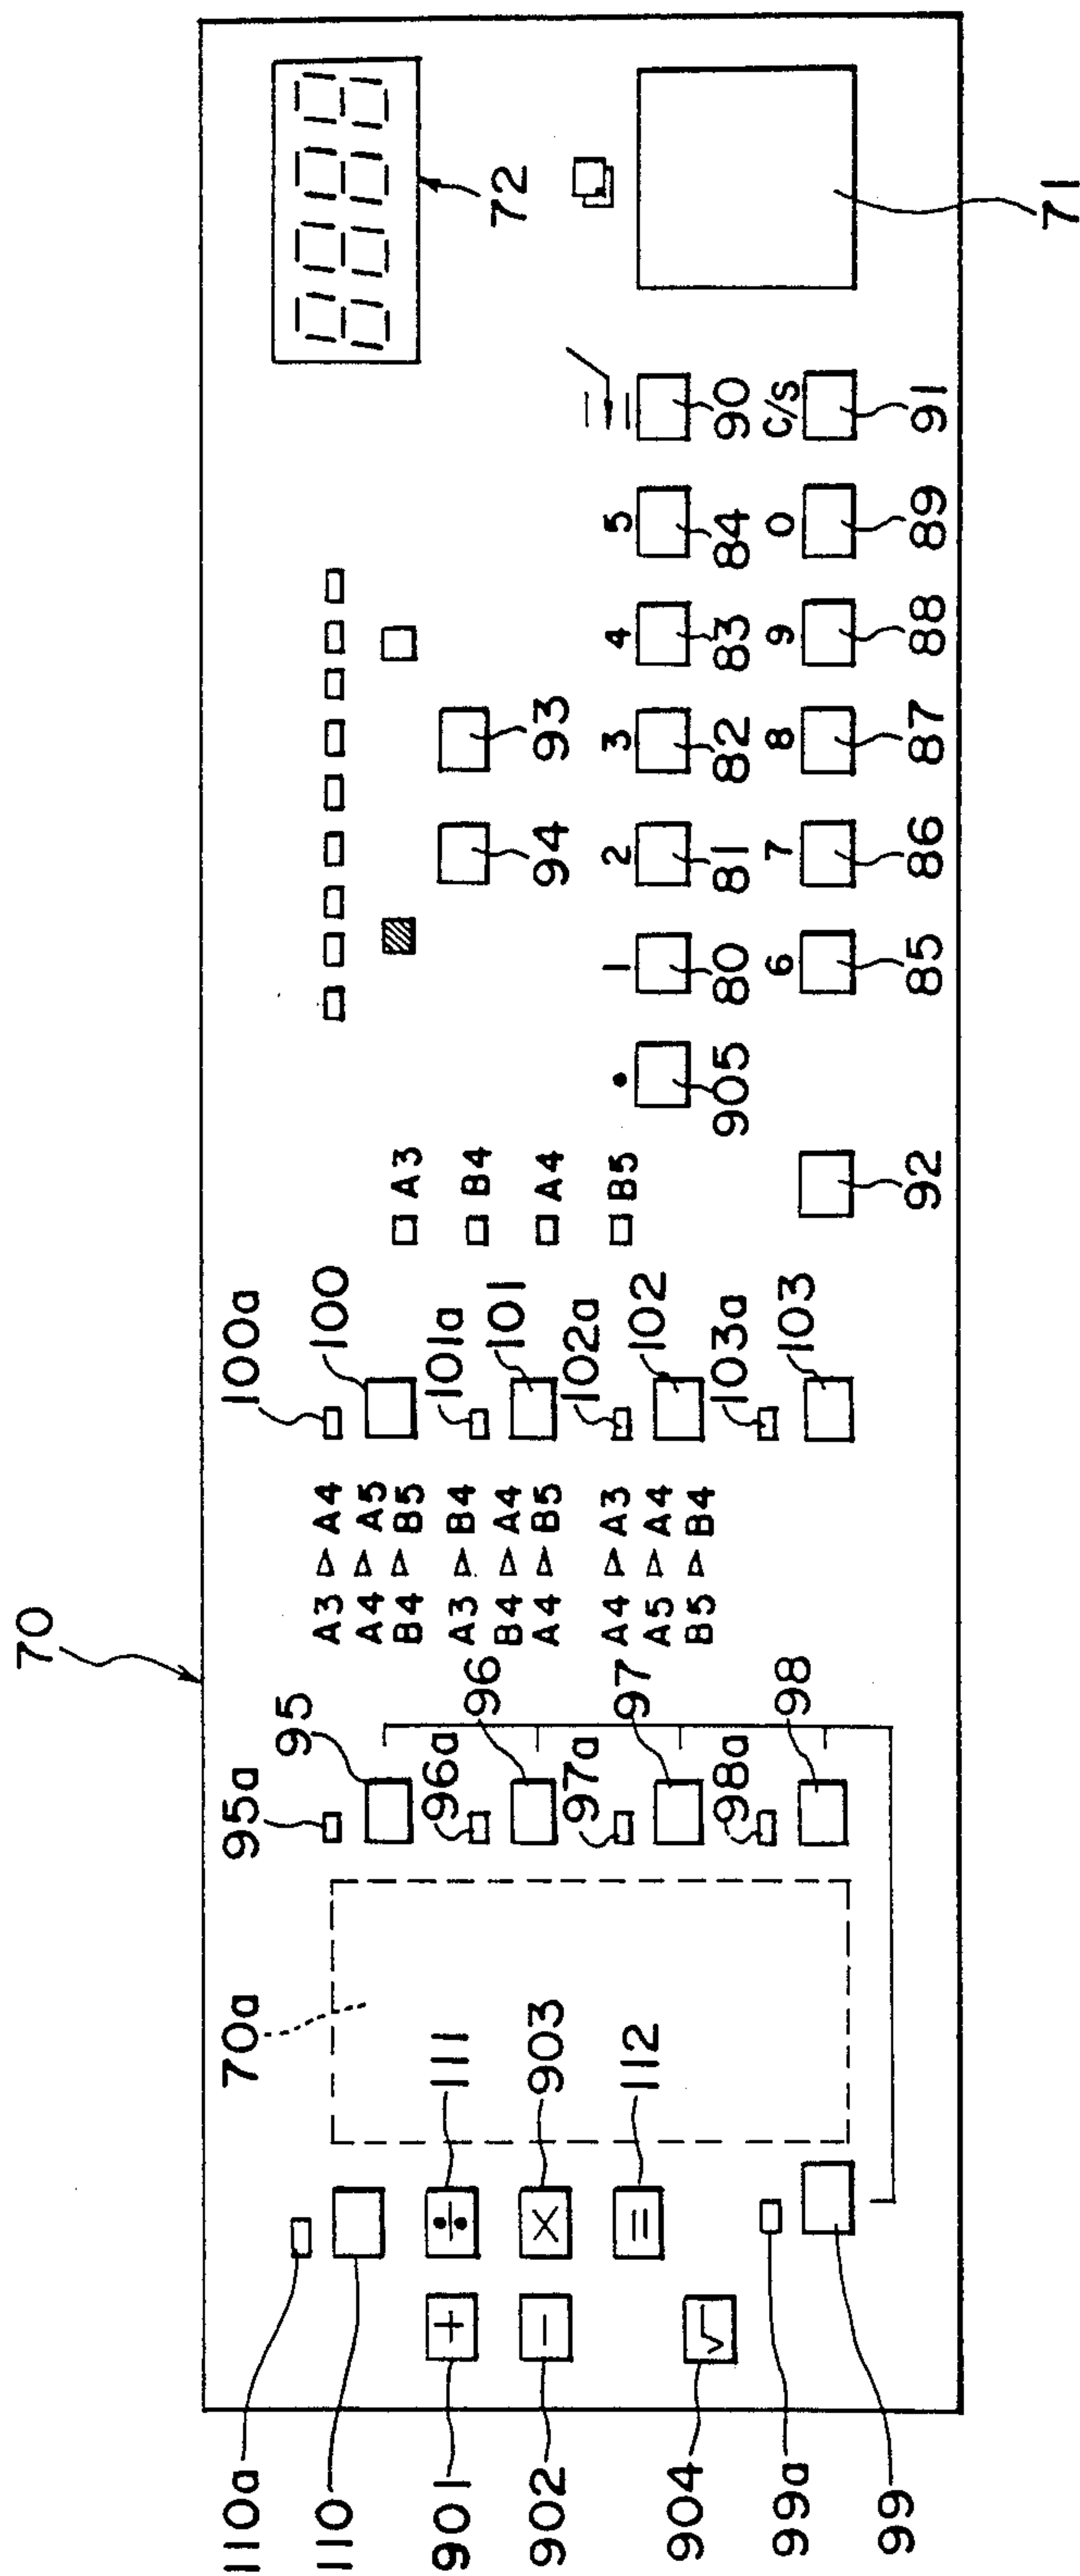 70
110a
70a
95a
95
100a
100
110
A3 ▷ A4
A4 ▷ A5
B4 ▷ B5
A3
72
901
+
÷
111
96a
96
A3 ▷ B4
B4 ▷ A4
A4 ▷ B5
101a
101
B4
94
93
902
−
×
903
97a
97
A4 ▷ A3
A5 ▷ A4
B5 ▷ B4
102a
102
A4
=
112
B5
•
1
2
3
4
5
904
√
98a
98
103a
103
905
80
81
82
83
84
90
99a
6
7
8
9
0
C/S
99
92
85
86
87
88
89
91
71